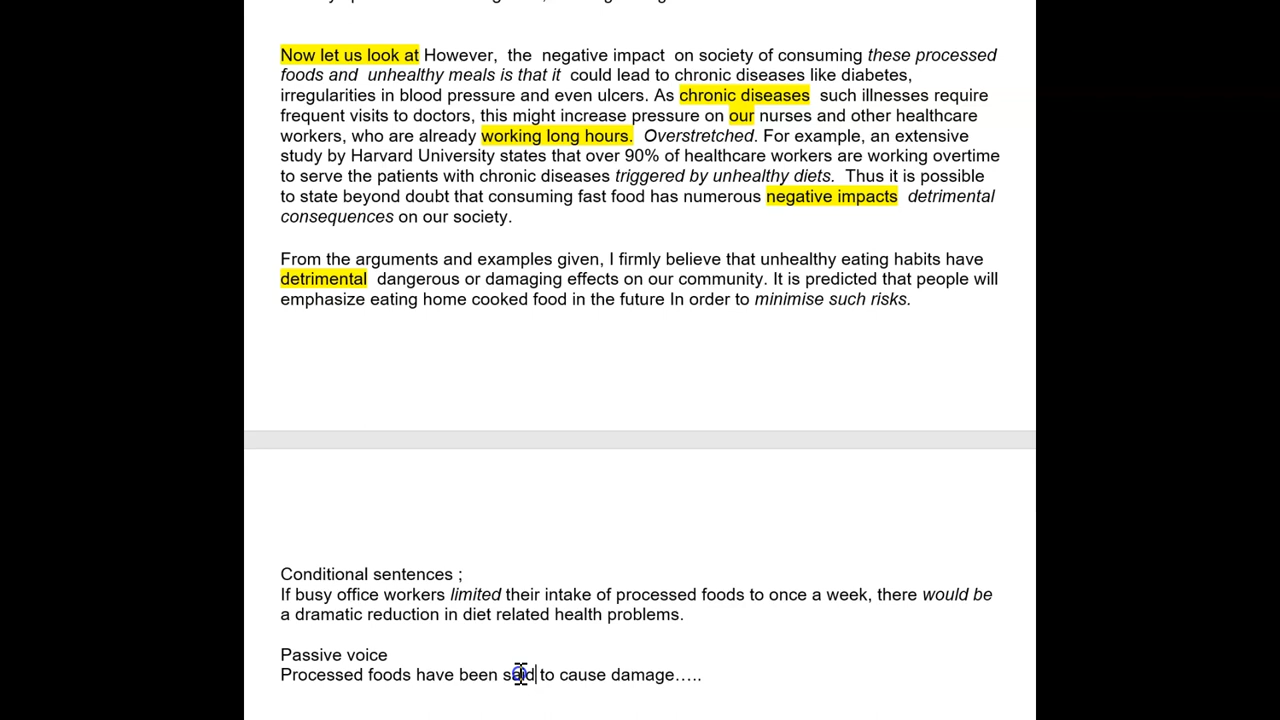 Now let us look at However, the negative impact on society of consuming these processed
foods and unhealthy meals is that it could lead to chronic diseases like diabetes,
irregularities in blood pressure and even ulcers. As chronic diseases such illnesses require
frequent visits to doctors, this might increase pressure on our nurses and other healthcare
workers, who are already working long hours. Overstretched. For example, an extensive
study by Harvard University states that over 90% of healthcare workers are working overtime
to serve the patients with chronic diseases triggered by unhealthy diets. Thus it is possible
to state beyond doubt that consuming fast food has numerous negative impacts detrimental
consequences on our society.
From the arguments and examples given, I firmly believe that unhealthy eating habits have
detrimental dangerous or damaging effects on our community. It is predicted that people will
emphasize eating home cooked food in the future In order to minimise such risks.
Conditional sentences ;
If busy office workers limited their intake of processed foods to once a week, there would be
a dramatic reduction in diet related health problems.
Passive voice
Processed foods have been said to cause damage.....